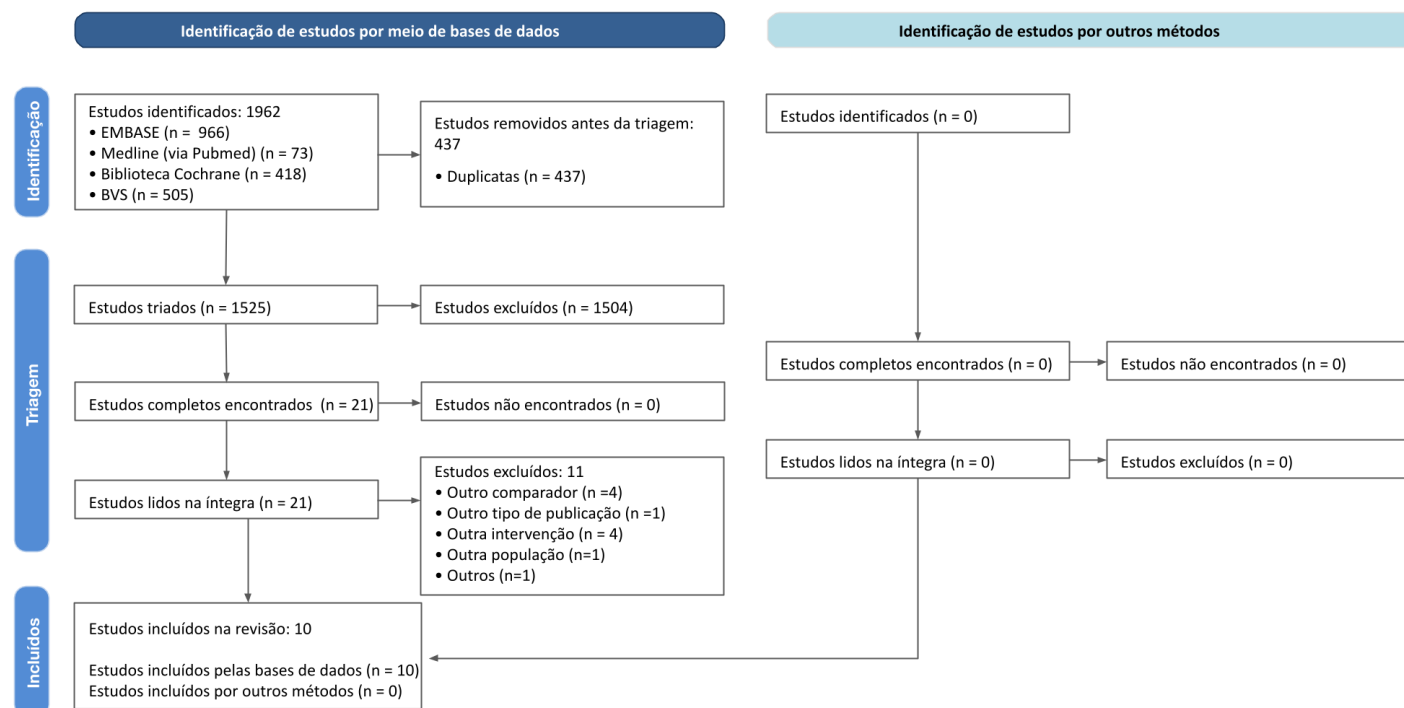 Identificação de estudos por meio de bases de dados
Identificação de estudos por outros métodos
Identificação
Estudos identificados: 1962
• EMBASE (n =  966)
• Medline (via Pubmed) (n = 73)
• Biblioteca Cochrane (n = 418)
• BVS (n = 505)
Estudos removidos antes da triagem:
437
• Duplicatas (n = 437)
Estudos identificados (n = 0)
Triagem
Estudos triados (n = 1525)
Estudos excluídos (n = 1504)
Estudos completos encontrados  (n = 21)
Estudos não encontrados (n = 0)
Estudos completos encontrados (n = 0)
Estudos não encontrados (n = 0)
Estudos lidos na íntegra (n = 21)
Estudos excluídos: 11
• Outro comparador (n =4)
• Outro tipo de publicação (n =1)
• Outra intervenção (n = 4)
• Outra população (n=1)
• Outros (n=1)
Estudos lidos na íntegra (n = 0)
Estudos excluídos (n = 0)
Incluídos
Estudos incluídos na revisão: 10
Estudos incluídos pelas bases de dados (n = 10)
Estudos incluídos por outros métodos (n = 0)